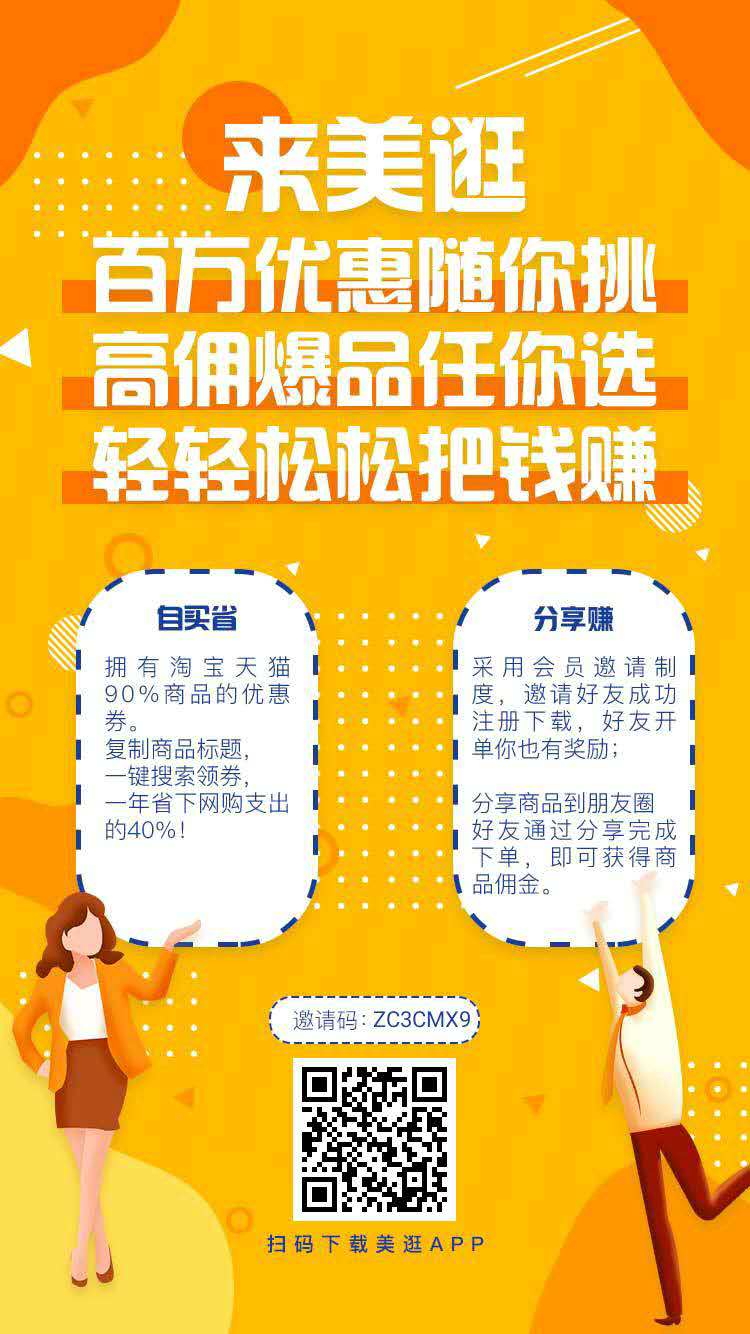 来美逛
百万优惠随你挑
高佣爆品任你选
轻轻松松把钱赚
自买省
拥有淘宝天猫
90%商品的优惠
券。
复制商品标题，
一键搜索领券，
一年省下网购支出
的40%！
分享赚
采用会员邀请制
度，邀请好友成功
注册下载，好友开
单你也有奖励；
分享商品到朋友圈
好友通过分享完成
下单，即可获得商
品佣金。
邀请码：ZC3CMX9
扫码下载美逛APP